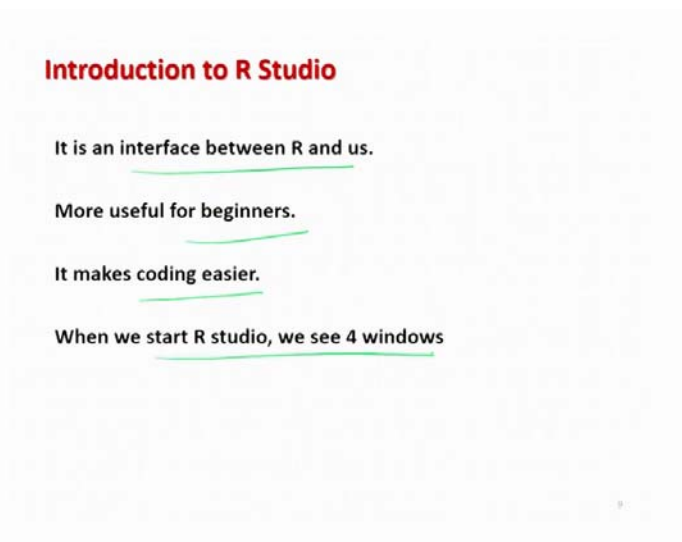 Introduction to R Studio
It is an interface between R and us.
More useful for beginners.
It makes coding easier.
When we start R studio, we see 4 windows